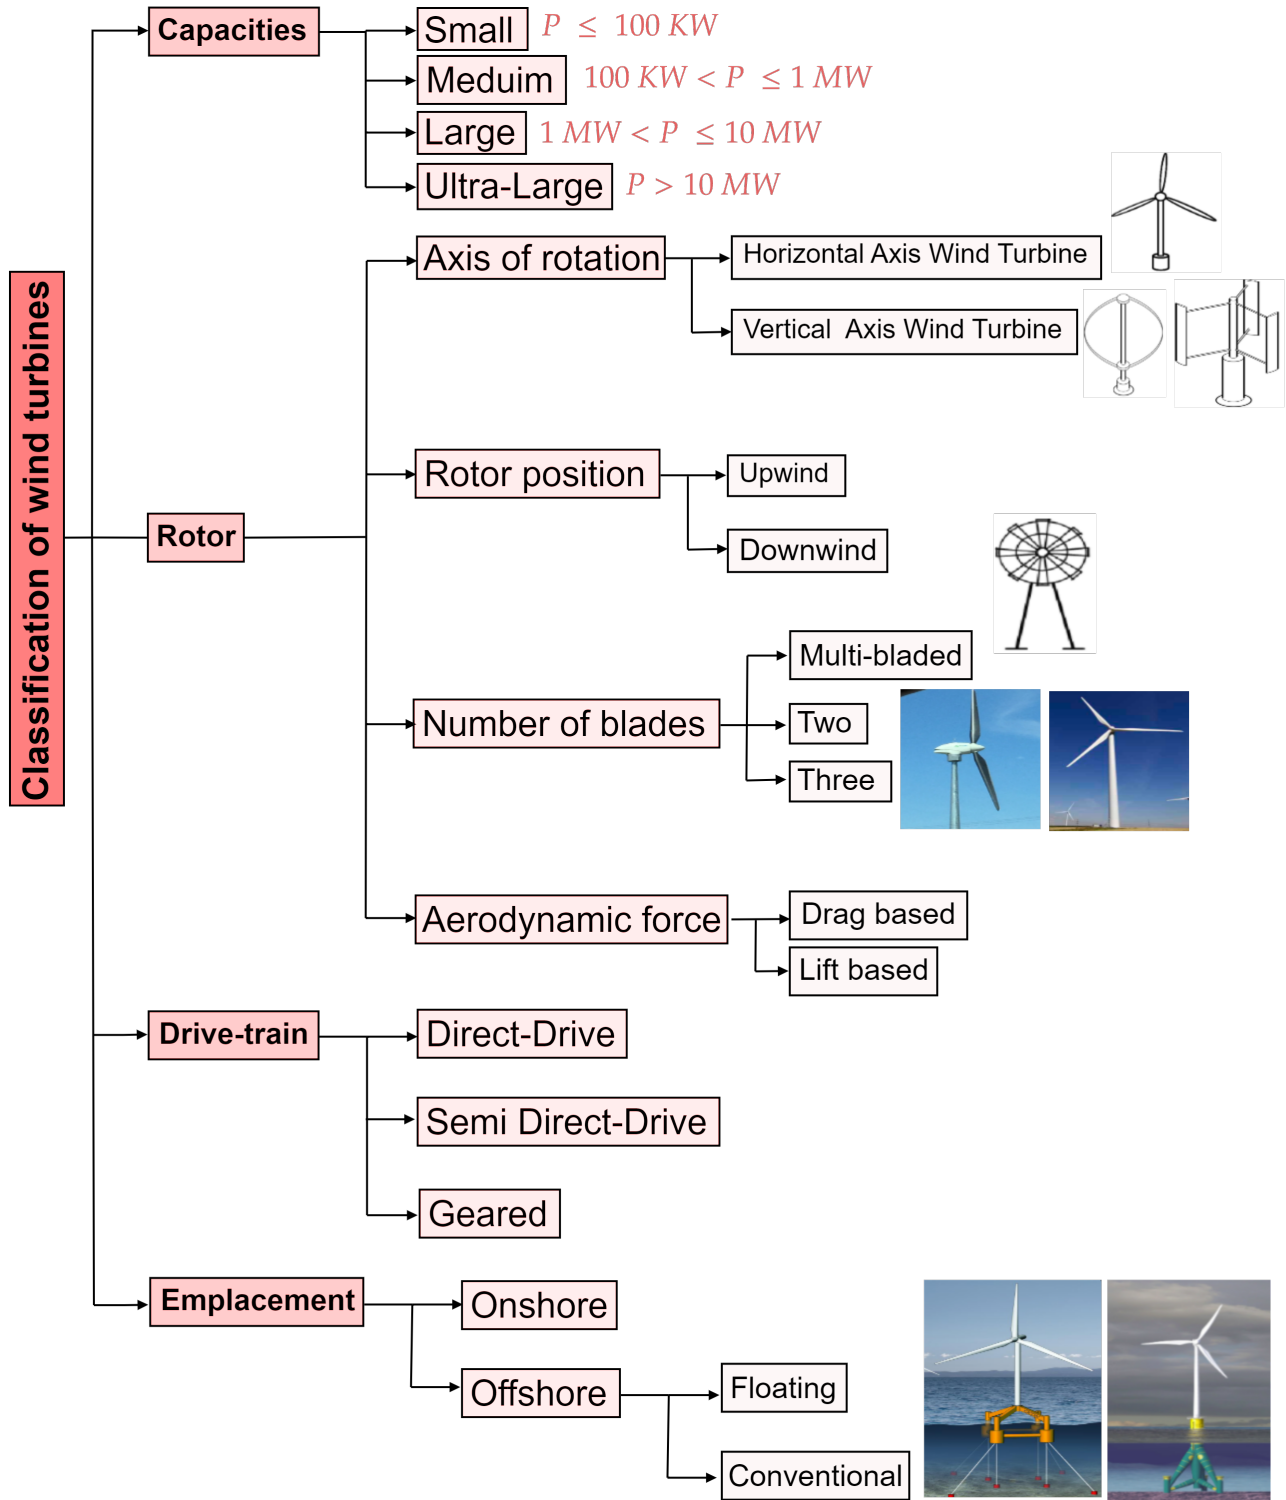 Classification of wind turbines
Capacities
Small P ≤ 100 KW
Meduim 100 KW < P ≤ 1 MW
Large 1 MW < P ≤ 10 MW
Ultra-Large P > 10 MW
Rotor
Axis of rotation
Horizontal Axis Wind Turbine
Vertical Axis Wind Turbine
Rotor position
Upwind
Downwind
Number of blades
Multi-bladed
Two
Three
Aerodynamic force
Drag based
Lift based
Drive-train
Direct-Drive
Semi Direct-Drive
Geared
Emplacement
Onshore
Offshore
Floating
Conventional